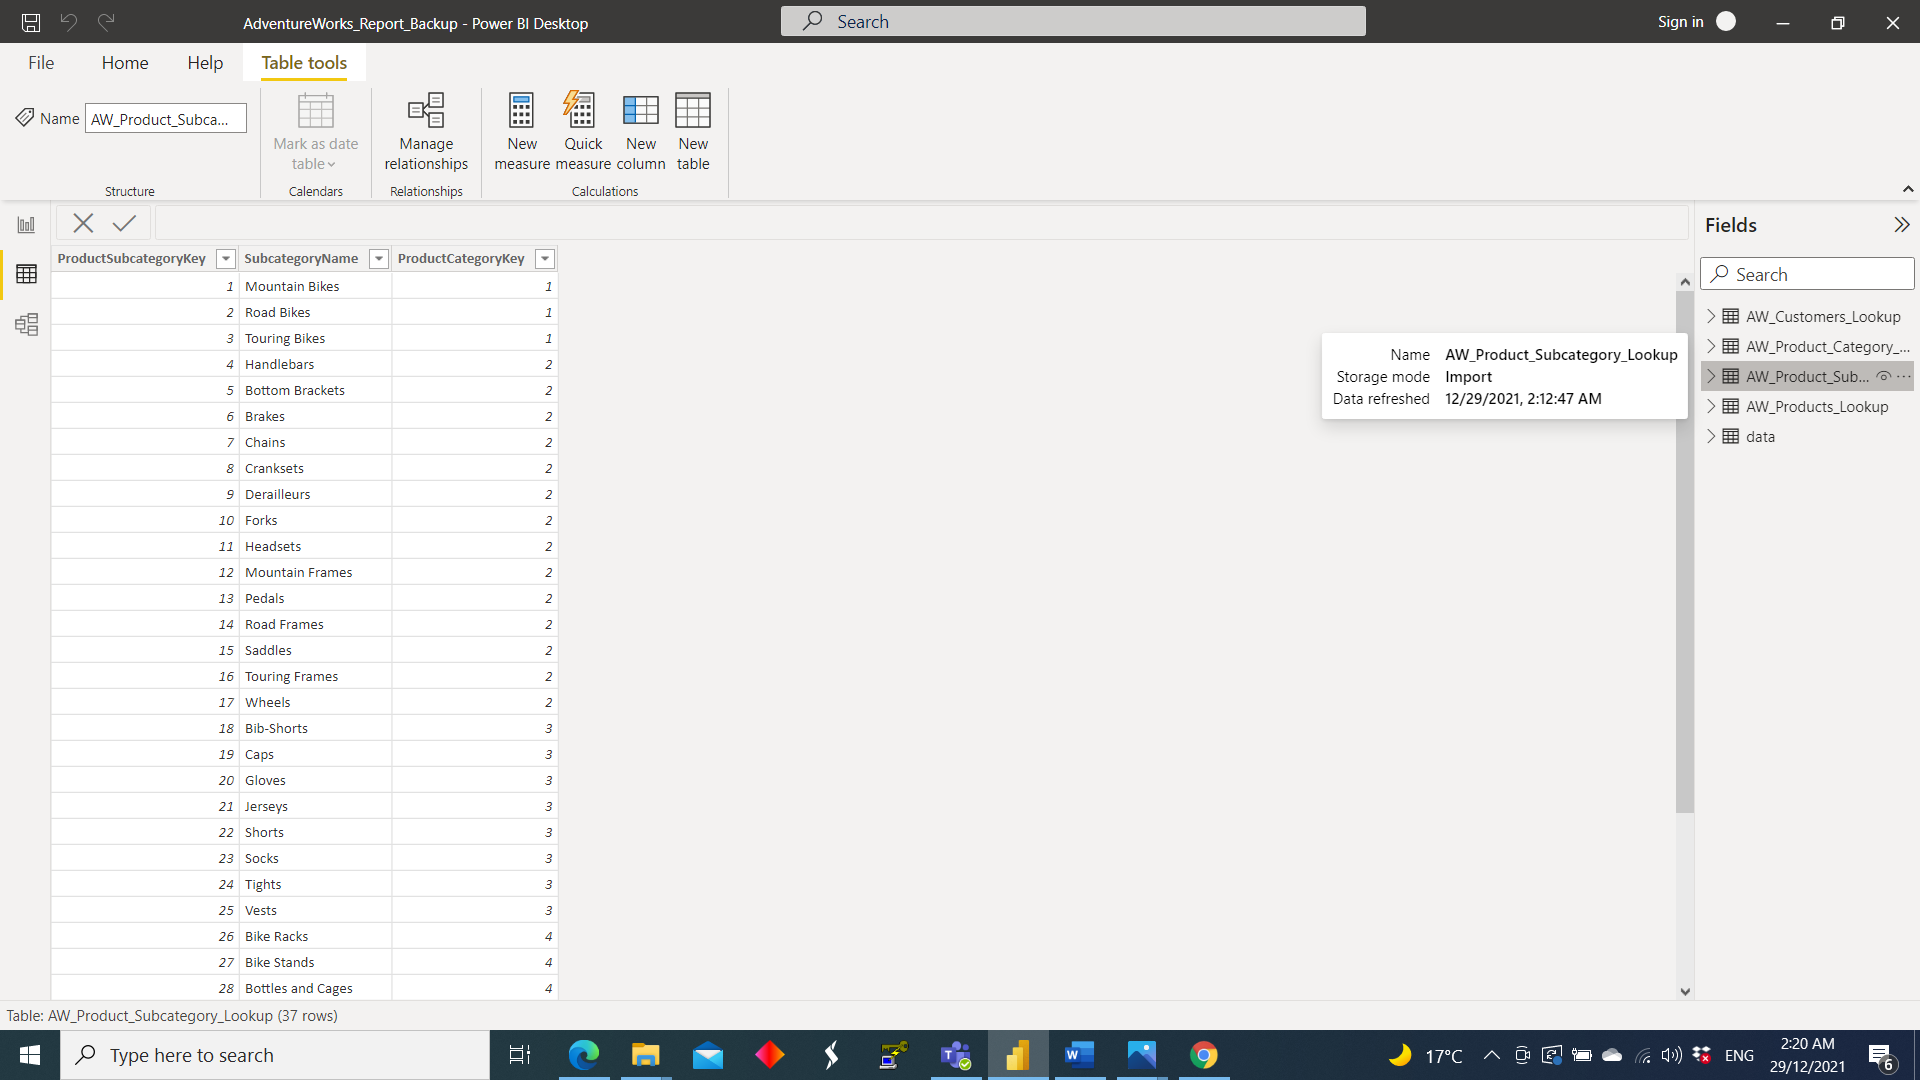 AdventureWorks_Report_Backup - Power BI Desktop
Search
Sign in
File Home Help Table tools
Name AW_Product_Subca...
Mark as date table
Manage relationships
New measure
Quick measure
New column
New table
Structure Calendars Relationships Calculations
Fields
Search
AW_Customers_Lookup
AW_Product_Category_...
AW_Product_Sub...
AW_Products_Lookup
data
Name AW_Product_Subcategory_Lookup
Storage mode Import
Data refreshed 12/29/2021, 2:12:47 AM
ProductSubcategoryKey SubcategoryName ProductCategoryKey
1 Mountain Bikes 1
2 Road Bikes 1
3 Touring Bikes 1
4 Handlebars 2
5 Bottom Brackets 2
6 Brakes 2
7 Chains 2
8 Cranksets 2
9 Derailleurs 2
10 Forks 2
11 Headsets 2
12 Mountain Frames 2
13 Pedals 2
14 Road Frames 2
15 Saddles 2
16 Touring Frames 2
17 Wheels 2
18 Bib-Shorts 3
19 Caps 3
20 Gloves 3
21 Jerseys 3
22 Shorts 3
23 Socks 3
24 Tights 3
25 Vests 3
26 Bike Racks 4
27 Bike Stands 4
28 Bottles and Cages 4
Table: AW_Product_Subcategory_Lookup (37 rows)
Type here to search
17°C
ENG
2:20 AM
29/12/2021
6